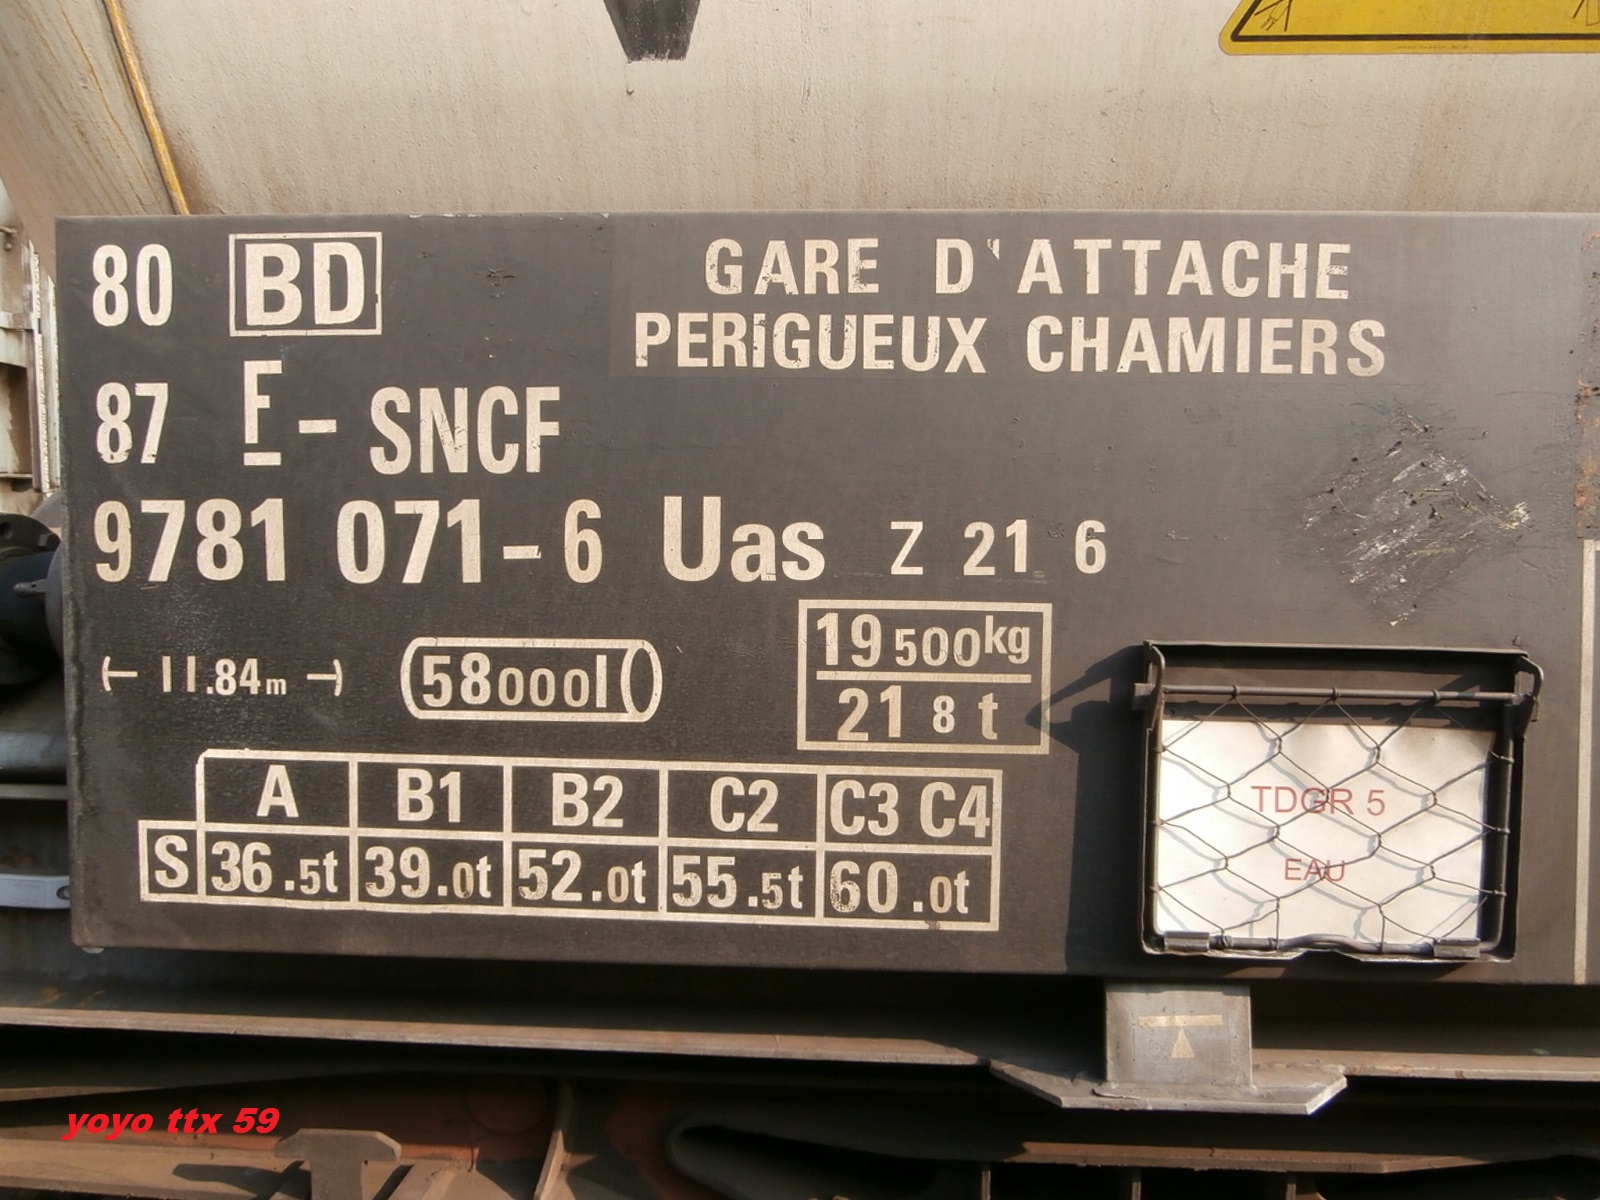 80 BD
GARE D'ATTACHE
PERIGUEUX CHAMIERS
87 F - SNCF
9781 071-6 Uas Z 21 6
11.84m
58000l
19 500kg
21 8 t
A B1 B2 C2 C3 C4
S 36.5t 39.0t 52.0t 55.5t 60.0t
TDGR 5
EAU
yoyo ttx 59